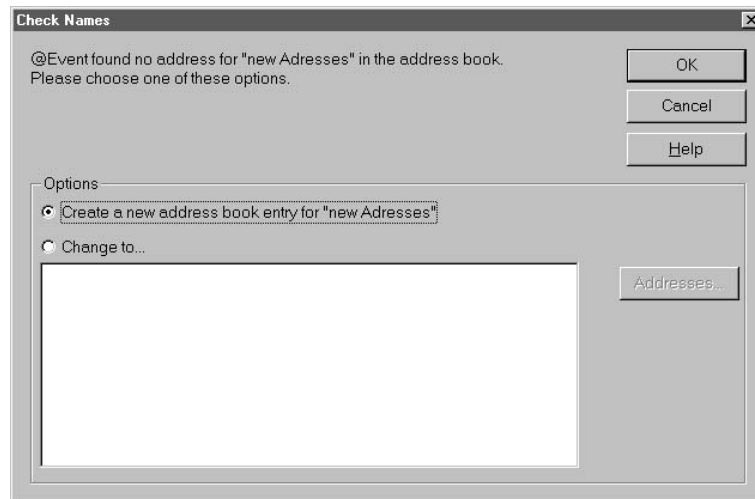 Check Names
@Event found no address for "new Adresses" in the address book.
Please choose one of these options.
OK
Cancel
Help
Options
Create a new address book entry for "new Adresses"
Change to...
Addresses...